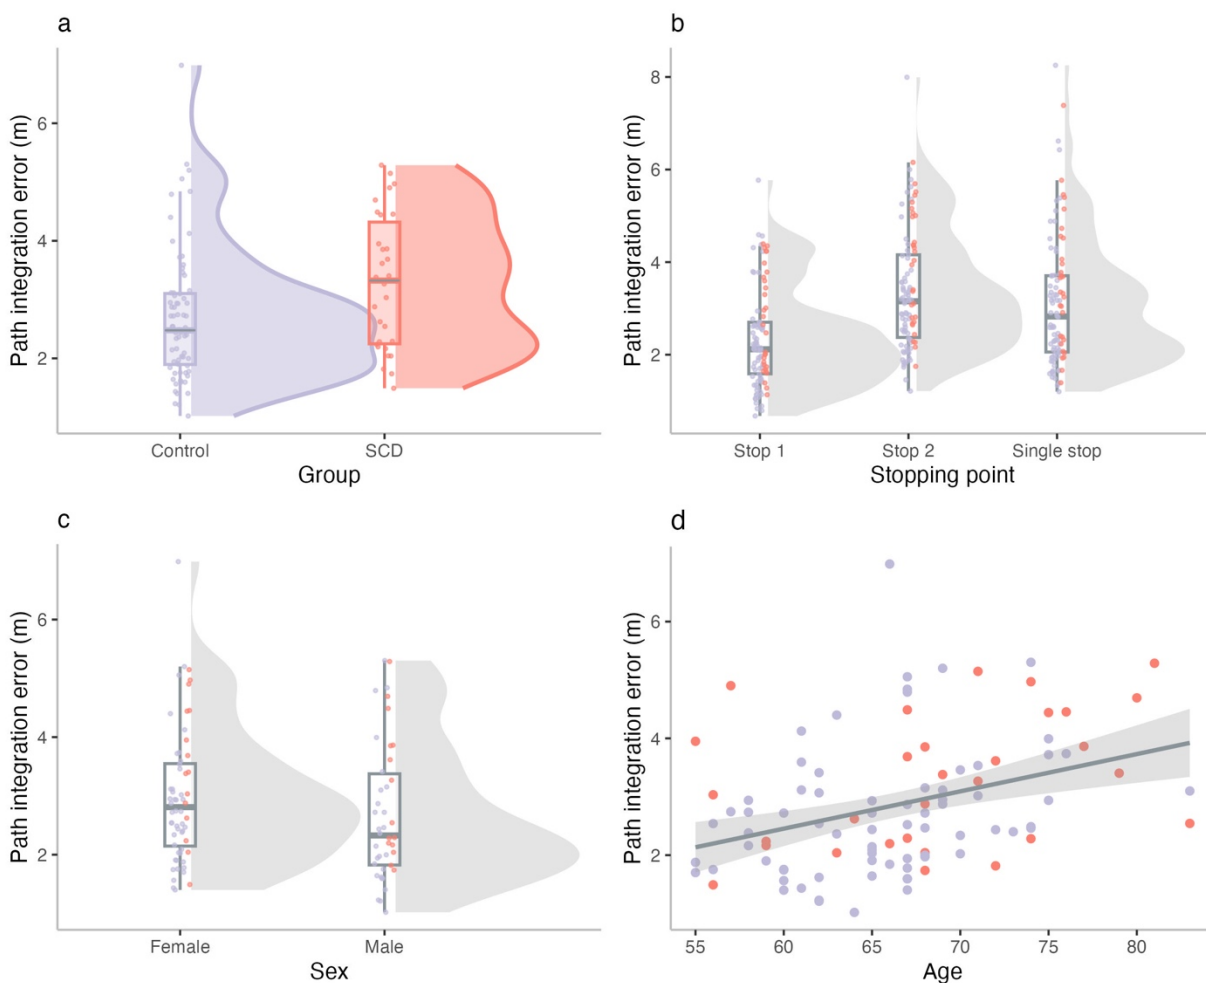 a
Path integration error (m)
6
4
2
Control
SCD
Group
b
Path integration error (m)
8
6
4
2
Stop 1
Stop 2
Single stop
Stopping point
c
Path integration error (m)
6
4
2
Female
Male
Sex
d
Path integration error (m)
6
4
2
55
60
65
70
75
80
Age